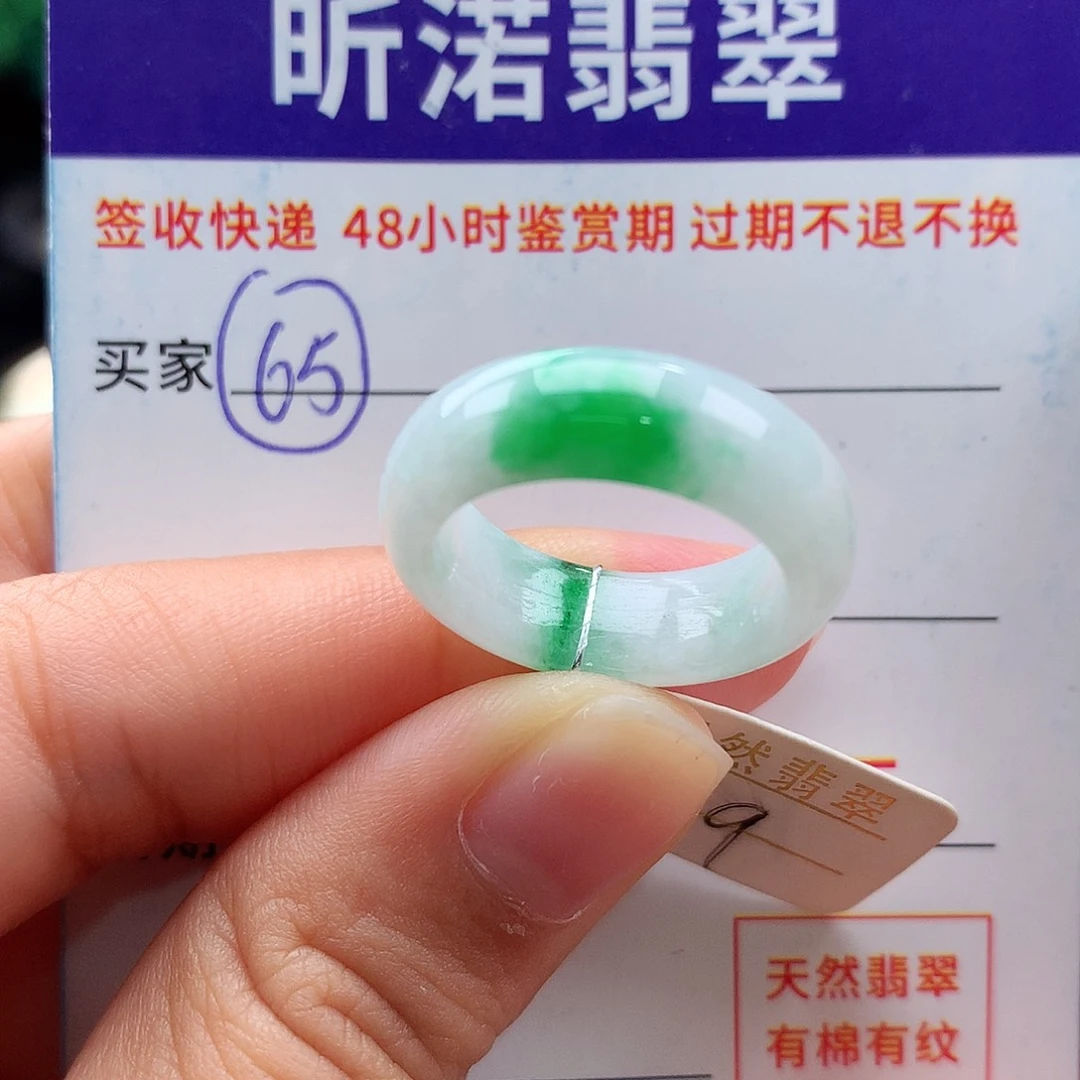 昕渃翡翠
签收快递 48小时鉴赏期 过期不退不换
买家 65
然翡翠
9
天然翡翠
有棉有纹